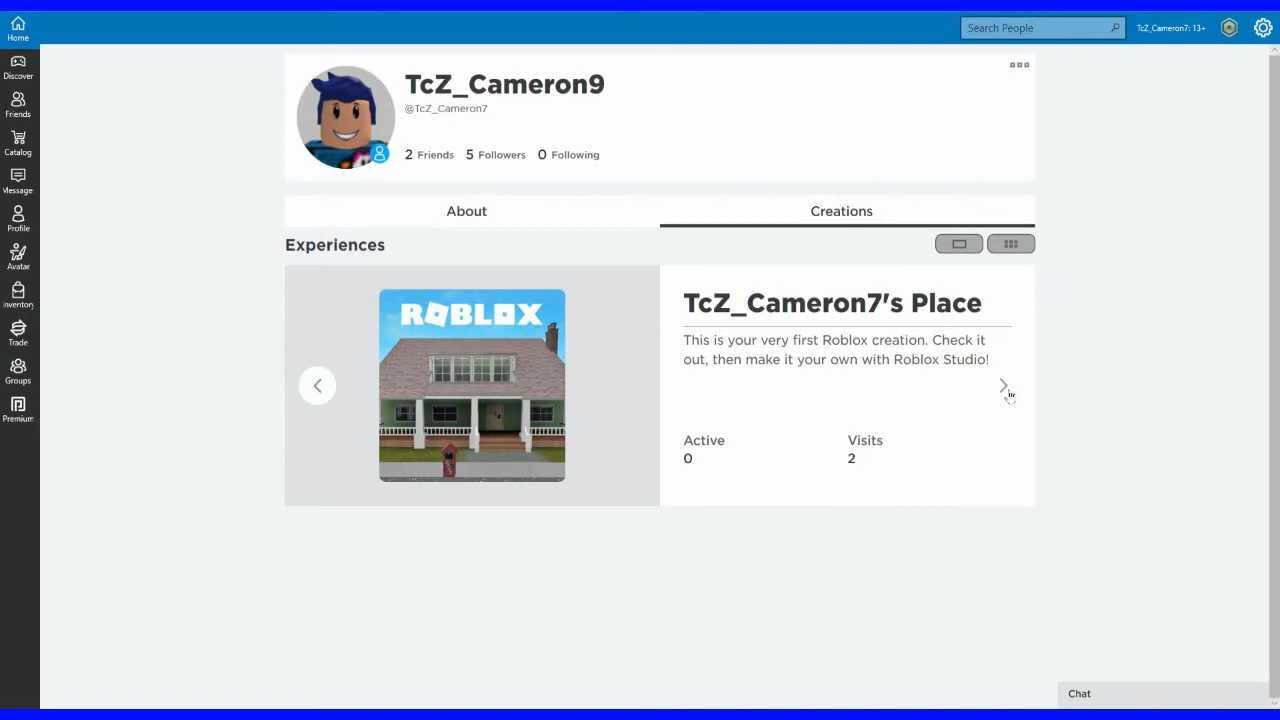 Home
Search People
TcZ_Cameron7: 13+
Discover
Friends
Catalog
Message
Profile
Avatar
Inventory
Trade
Groups
Premium
TcZ_Cameron9
@TcZ_Cameron7
2 Friends 5 Followers 0 Following
About
Creations
Experiences
ROBLOX
TcZ_Cameron7's Place
This is your very first Roblox creation. Check it
out, then make it your own with Roblox Studio!
Active
0
Visits
2
Chat